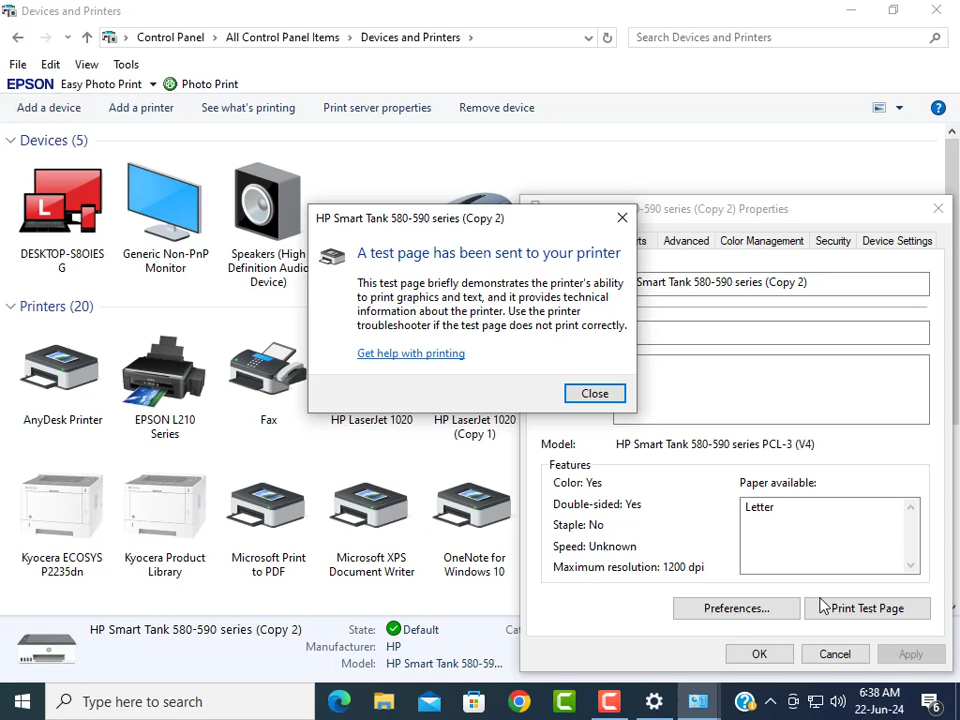 Devices and Printers
Control Panel > All Control Panel Items > Devices and Printers >
Search Devices and Printers
File Edit View Tools
EPSON Easy Photo Print Photo Print
Add a device Add a printer See what's printing Print server properties Remove device
Devices (5)
DESKTOP-S8OIES
G
Generic Non-PnP
Monitor
Speakers (High
Definition Audio
Device)
Printers (20)
AnyDesk Printer
EPSON L210
Series
Fax
HP LaserJet 1020
HP LaserJet 1020
(Copy 1)
Kyocera ECOSYS
P2235dn
Kyocera Product
Library
Microsoft Print
to PDF
Microsoft XPS
Document Writer
OneNote for
Windows 10
HP Smart Tank 580-590 series (Copy 2)
State: Default
Manufacturer: HP
Model: HP Smart Tank 580-59...
HP Smart Tank 580-590 series (Copy 2)
A test page has been sent to your printer
This test page briefly demonstrates the printer's ability
to print graphics and text, and it provides technical
information about the printer. Use the printer
troubleshooter if the test page does not print correctly.
Get help with printing
Close
-590 series (Copy 2) Properties
Advanced Color Management Security Device Settings
Smart Tank 580-590 series (Copy 2)
Model: HP Smart Tank 580-590 series PCL-3 (V4)
Features
Color: Yes
Double-sided: Yes
Staple: No
Speed: Unknown
Maximum resolution: 1200 dpi
Paper available:
Letter
Preferences... Print Test Page
OK Cancel Apply
Type here to search
6:38 AM
22-Jun-24
6